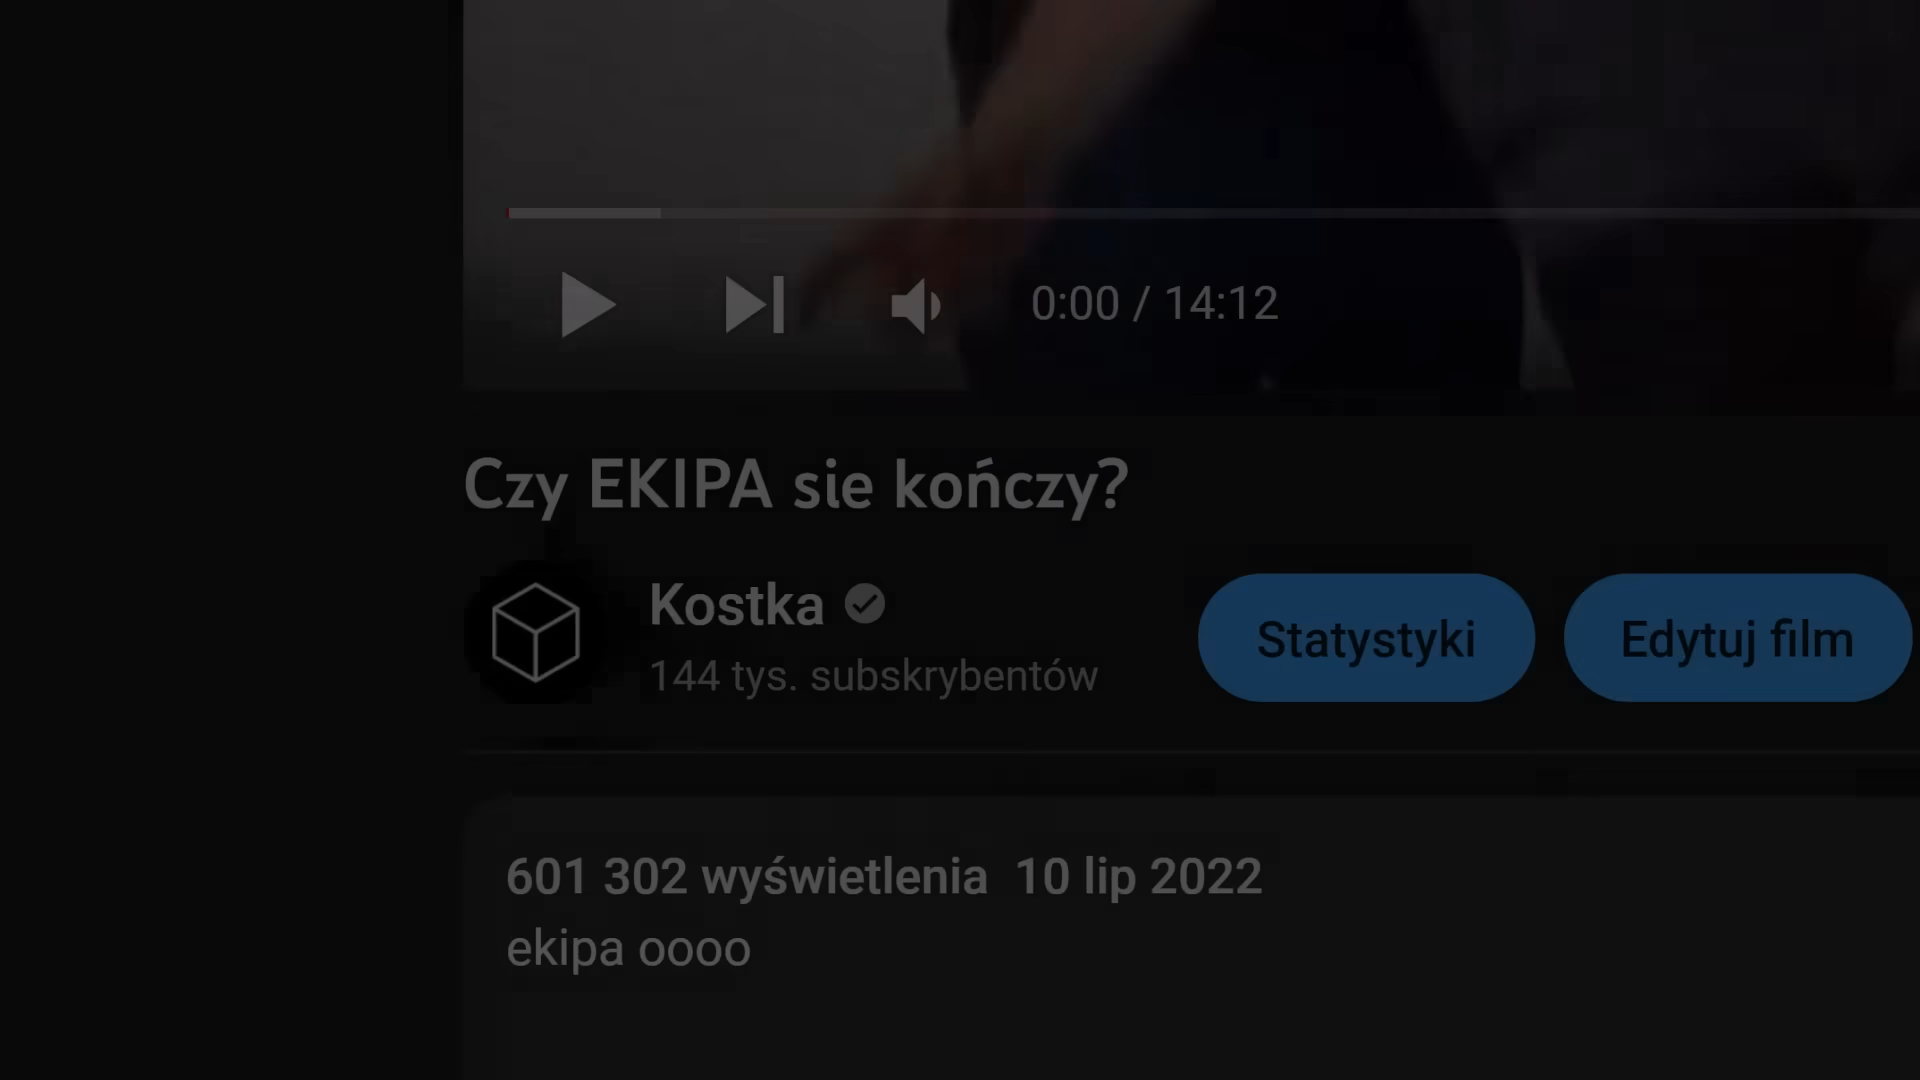 0:00 / 14:12
Czy EKIPA sie kończy?
Kostka
144 tys. subskrybentów
Statystyki
Edytuj film
601 302 wyświetlenia 10 lip 2022
ekipa oooo